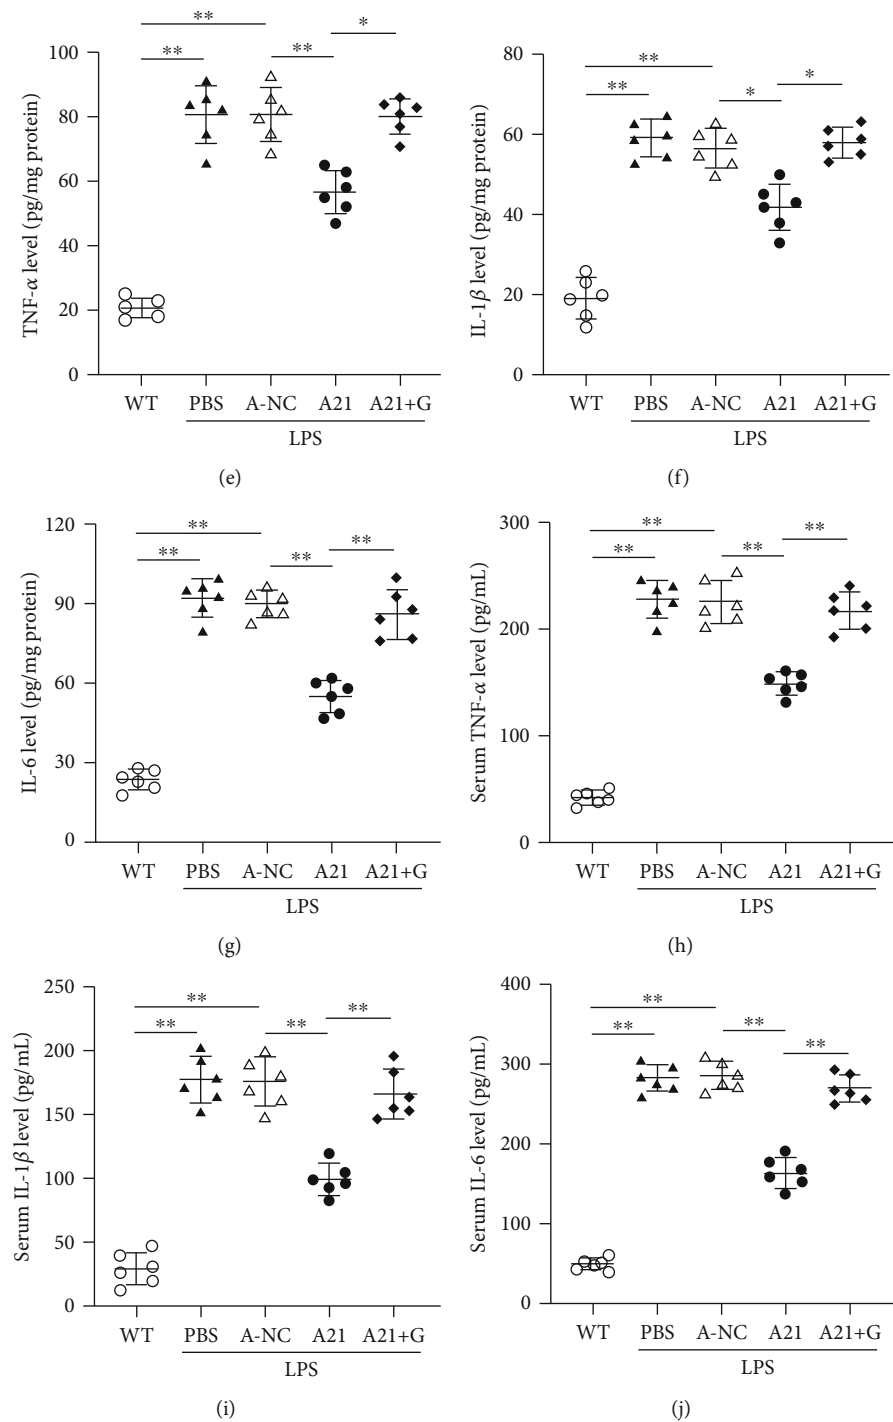 **
**
**
*
100
80
60
40
20
0
TNF-α level (pg/mg protein)
WT
PBS
A-NC
A21
A21+G
LPS
(e)
**
**
*
*
80
60
40
20
0
IL-1β level (pg/mg protein)
WT
PBS
A-NC
A21
A21+G
LPS
(f)
**
**
**
**
120
90
60
30
0
IL-6 level (pg/mg protein)
WT
PBS
A-NC
A21
A21+G
LPS
(g)
**
**
**
**
300
200
100
0
Serum TNF-α level (pg/mL)
WT
PBS
A-NC
A21
A21+G
LPS
(h)
**
**
**
**
250
200
150
100
50
0
Serum IL-1β level (pg/mL)
WT
PBS
A-NC
A21
A21+G
LPS
(i)
**
**
**
**
400
300
200
100
0
Serum IL-6 level (pg/mL)
WT
PBS
A-NC
A21
A21+G
LPS
(j)